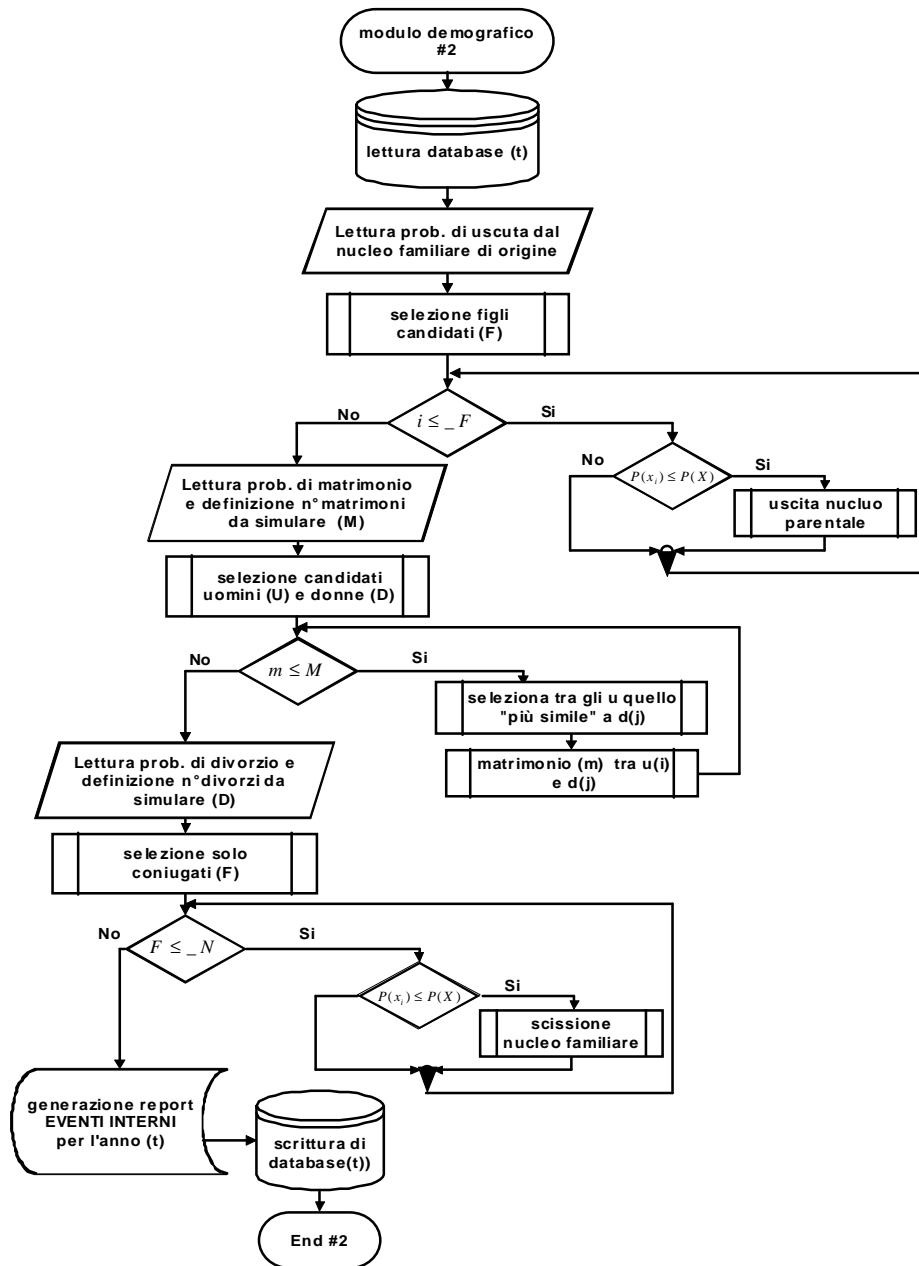 modulo demografico
#2
lettura database (t)
Lettura prob. di uscuta dal
nucleo familiare di origine
selezione figli
candidati (F)
i ≤ _ F
No
Si
P(x_i) ≤ P(X)
No
Si
uscita nucluo
parentale
Lettura prob. di matrimonio
e definizione n°matrimoni
da simulare (M)
selezione candidati
uomini (U) e donne (D)
m ≤ M
No
Si
seleziona tra gli u quello
"più simile" a d(j)
matrimonio (m) tra u(i)
e d(j)
Lettura prob. di divorzio e
definizione n°divorzi da
simulare (D)
selezione solo
coniugati (F)
F ≤ _ N
No
Si
P(x_i) ≤ P(X)
Si
scissione
nucleo familiare
generazione report
EVENTI INTERNI
per l'anno (t)
scrittura di
database(t))
End #2